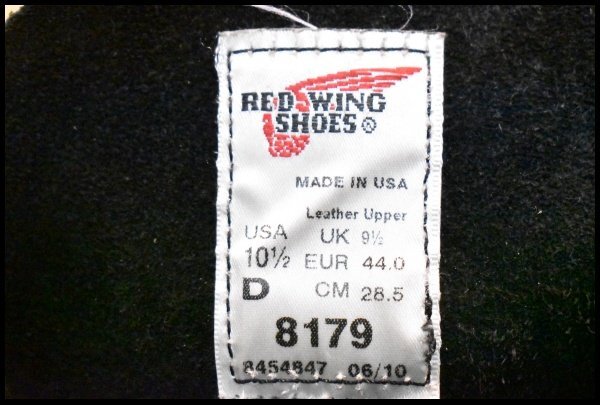 RED WING
SHOES®
MADE IN USA
Leather Upper
USA UK 9½
10½ EUR 44.0
D CM 28.5
8179
8454847 06/10